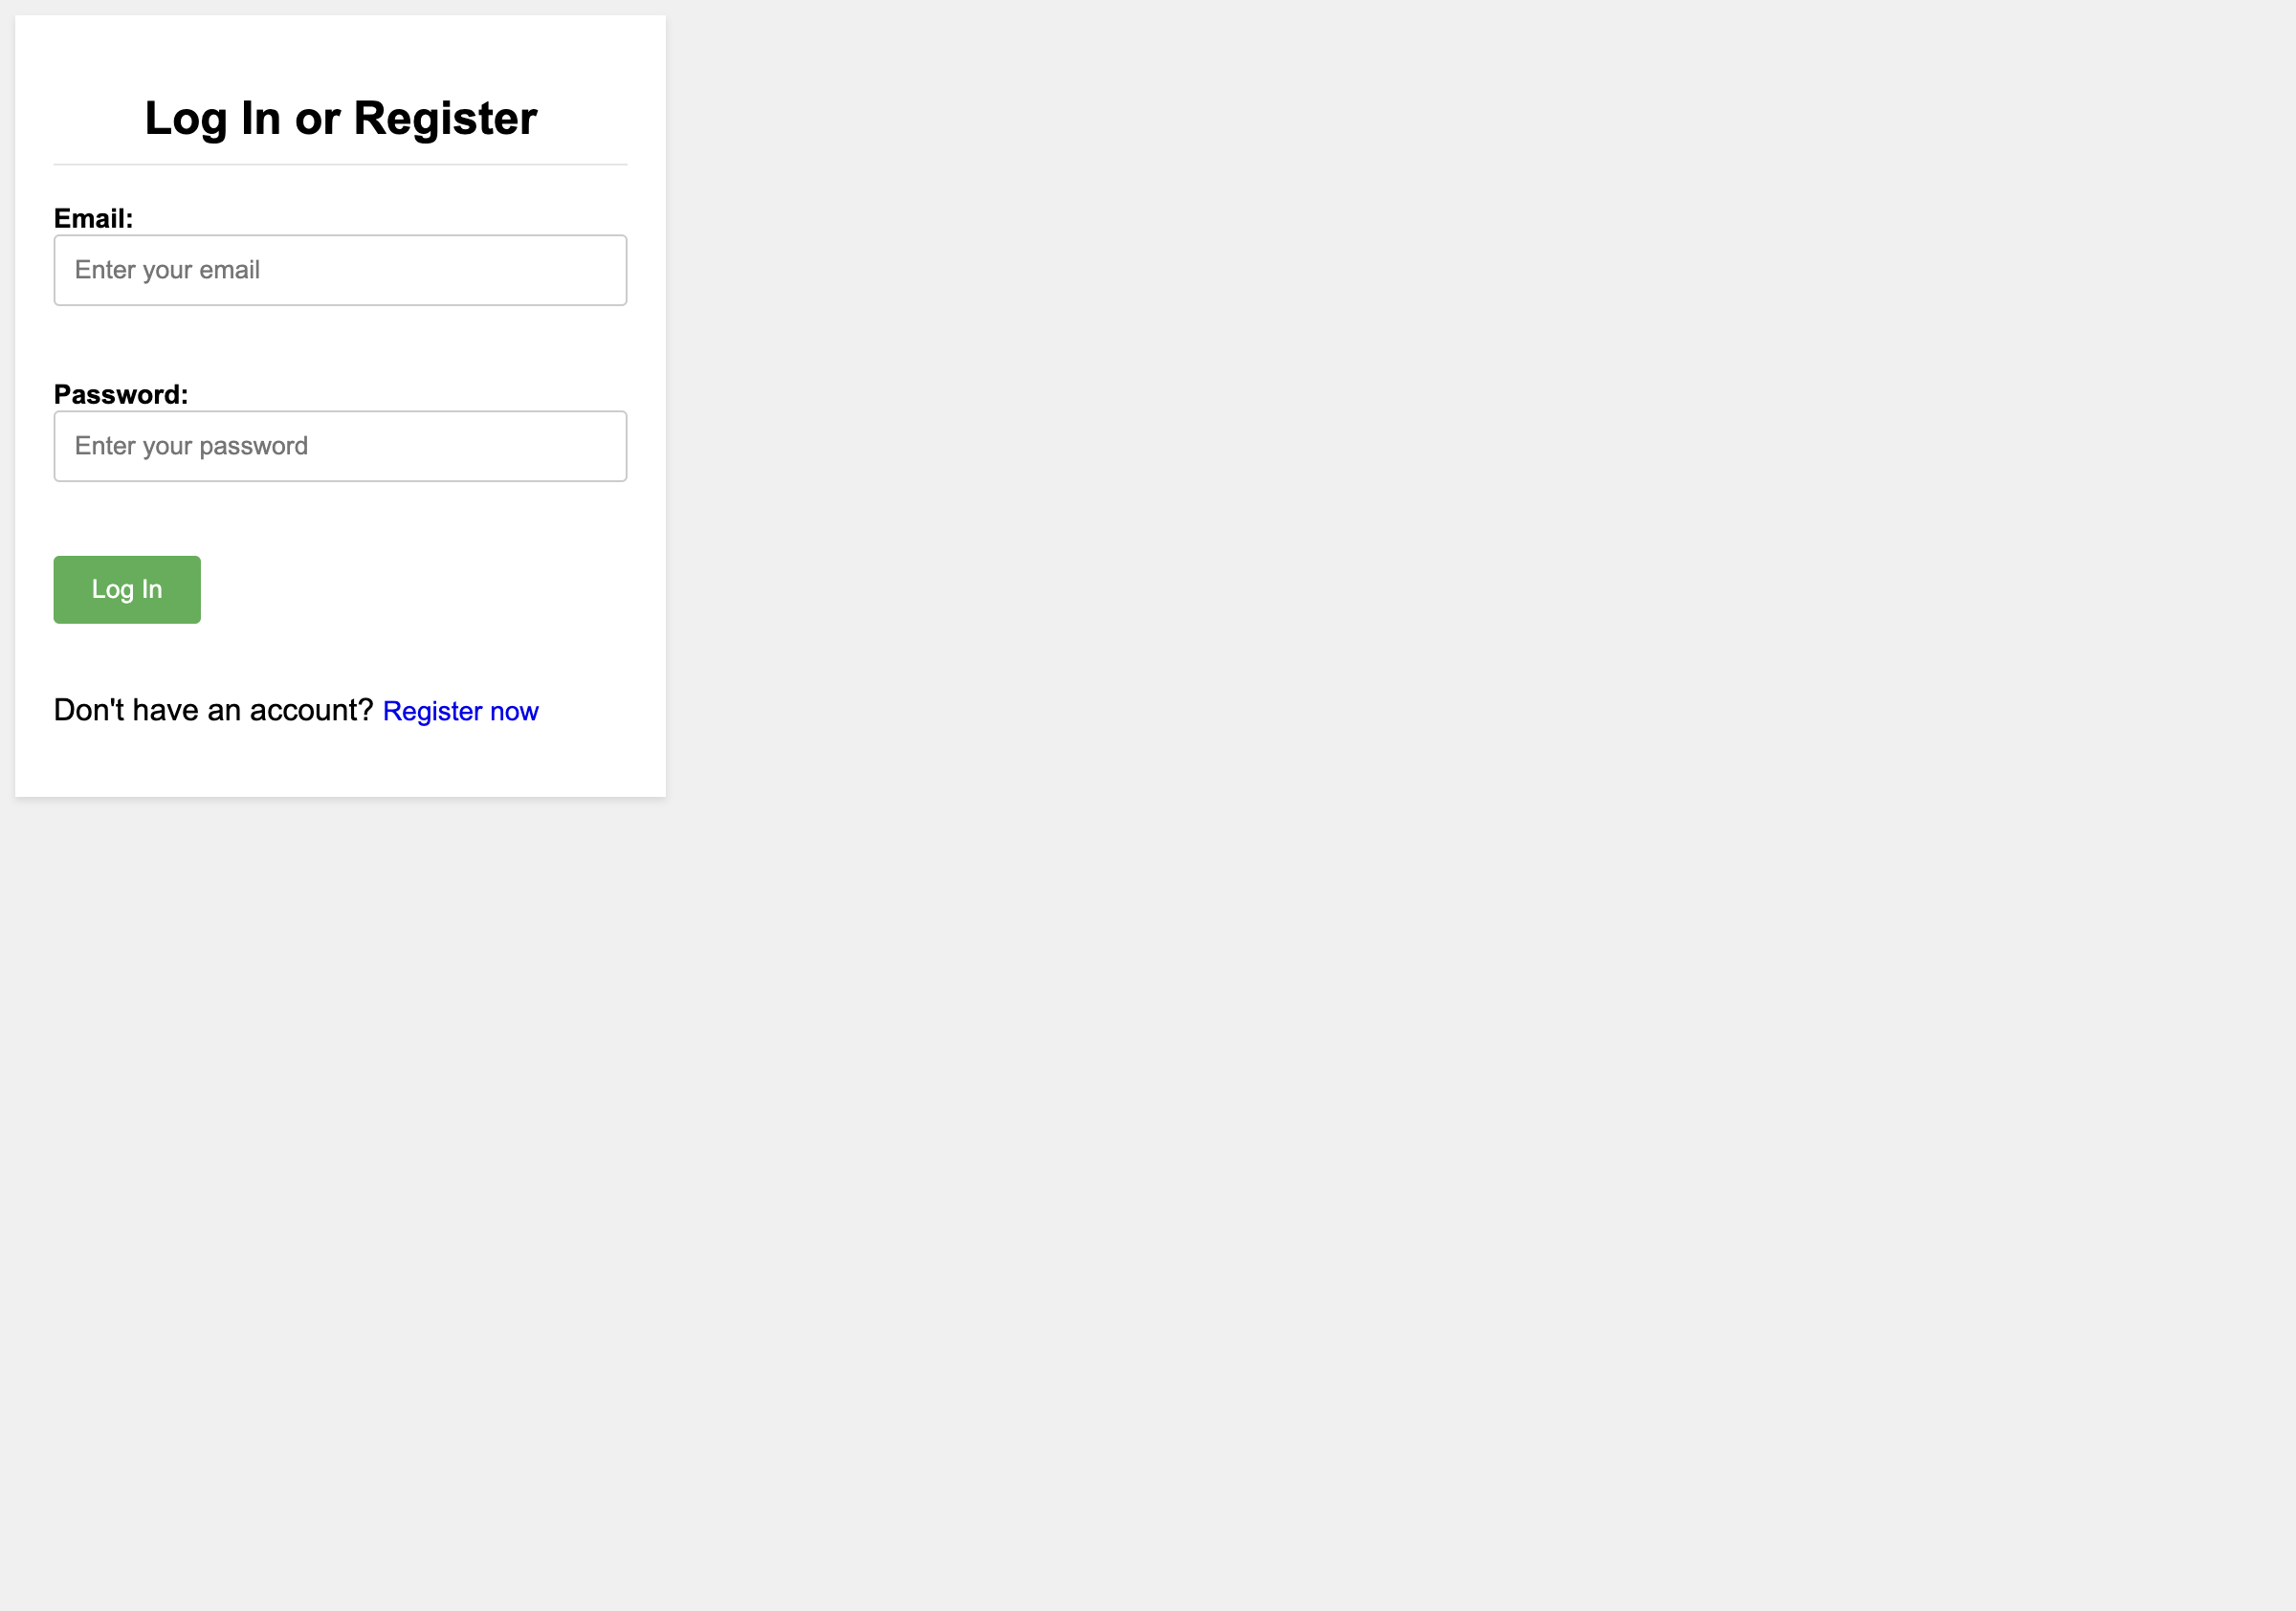 Log In or Register
Email:
Enter your email
Password:
Enter your password
Log In
Don't have an account? Register now